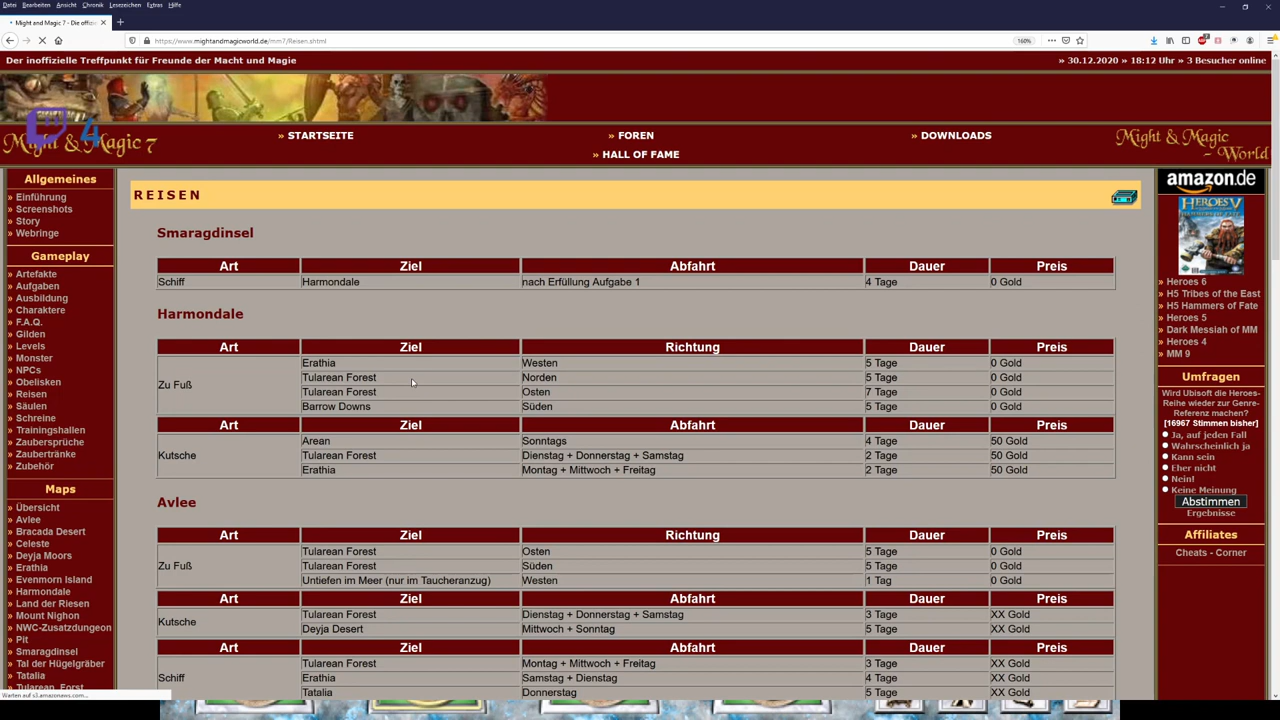 Datei Bearbeiten Ansicht Chronik Lesezeichen Extras Hilfe
Might and Magic 7 - Die offizi
https://www.mightandmagicworld.de/mm7/Reisen.shtml
160%
Der inoffizielle Treffpunkt für Freunde der Macht und Magie
» 30.12.2020 » 18:12 Uhr » 3 Besucher online
4
Might & Magic 7
» STARTSEITE
» FOREN
» DOWNLOADS
» HALL OF FAME
Might & Magic
- World
Allgemeines
» Einführung
» Screenshots
» Story
» Webringe
Gameplay
» Artefakte
» Aufgaben
» Ausbildung
» Charaktere
» F.A.Q.
» Gilden
» Levels
» Monster
» NPCs
» Obelisken
» Reisen
» Säulen
» Schreine
» Trainingshallen
» Zaubersprüche
» Zaubertränke
» Zubehör
Maps
» Übersicht
» Avlee
» Bracada Desert
» Celeste
» Deyja Moors
» Erathia
» Evenmorn Island
» Harmondale
» Land der Riesen
» Mount Nighon
» NWC-Zusatzdungeon
» Pit
» Smaragdinsel
» Tal der Hügelgräber
» Tatalia
» Tularean. Forst
Warten auf s3.amazonaws.com...
REISEN
Smaragdinsel
Art Ziel Abfahrt Dauer Preis
Schiff Harmondale nach Erfüllung Aufgabe 1 4 Tage 0 Gold
Harmondale
Art Ziel Richtung Dauer Preis
Zu Fuß
Erathia Westen 5 Tage 0 Gold
Tularean Forest Norden 5 Tage 0 Gold
Tularean Forest Osten 7 Tage 0 Gold
Barrow Downs Süden 5 Tage 0 Gold
Art Ziel Abfahrt Dauer Preis
Kutsche
Arean Sonntags 4 Tage 50 Gold
Tularean Forest Dienstag + Donnerstag + Samstag 2 Tage 50 Gold
Erathia Montag + Mittwoch + Freitag 2 Tage 50 Gold
Avlee
Art Ziel Richtung Dauer Preis
Zu Fuß
Tularean Forest Osten 5 Tage 0 Gold
Tularean Forest Süden 5 Tage 0 Gold
Untiefen im Meer (nur im Taucheranzug) Westen 1 Tag 0 Gold
Art Ziel Abfahrt Dauer Preis
Kutsche
Tularean Forest Dienstag + Donnerstag + Samstag 3 Tage XX Gold
Deyja Desert Mittwoch + Sonntag 5 Tage XX Gold
Art Ziel Abfahrt Dauer Preis
Schiff
Tularean Forest Montag + Mittwoch + Freitag 3 Tage XX Gold
Erathia Samstag + Dienstag 4 Tage XX Gold
Tatalia Donnerstag 5 Tage XX Gold
amazon.de
HEROES V
» Heroes 6
» H5 Tribes of the East
» H5 Hammers of Fate
» Heroes 5
» Dark Messiah of MM
» Heroes 4
» MM 9
Umfragen
Wird Ubisoft die Heroes-
Reihe wieder zur Genre-
Referenz machen?
[16967 Stimmen bisher]
Ja, auf jeden Fall
Wahrscheinlich ja
Kann sein
Eher nicht
Nein!
Keine Meinung
Abstimmen
Ergebnisse
Affiliates
Cheats - Corner